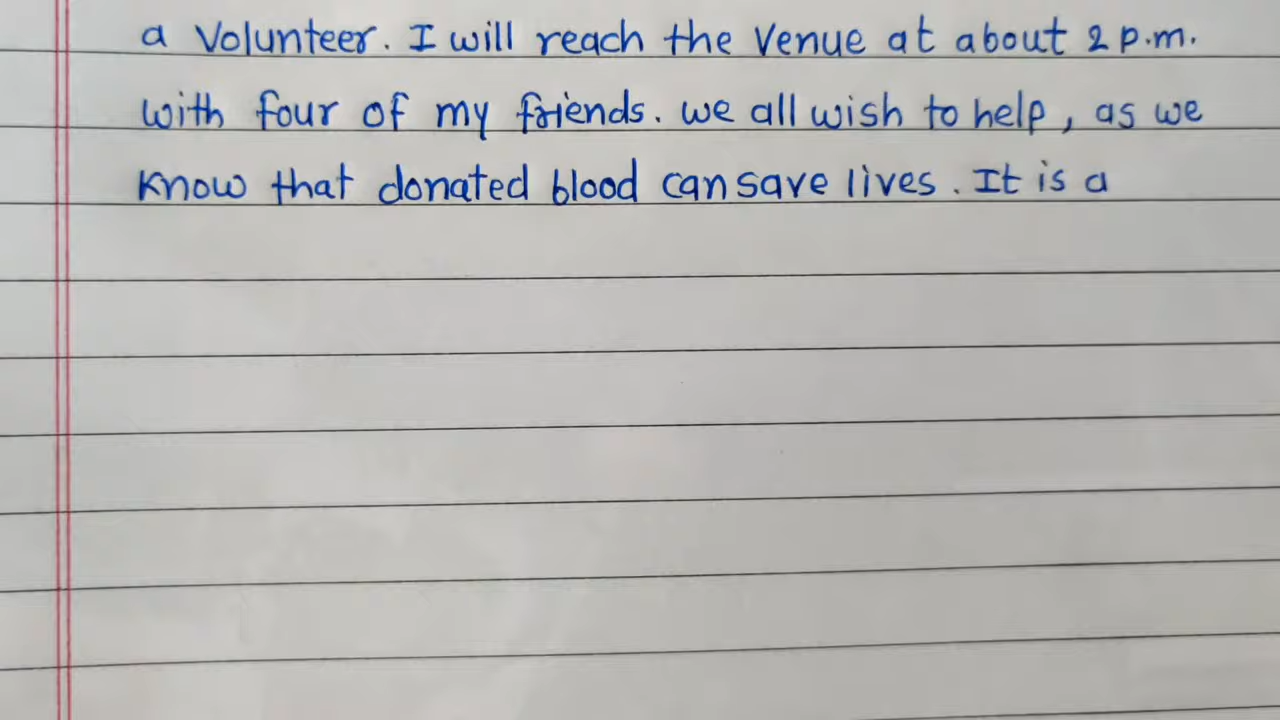 a Volunteer. I will reach the Venue at about 2 p.m.
with four of my friends. we all wish to help, as we
know that donated blood can save lives. It is a